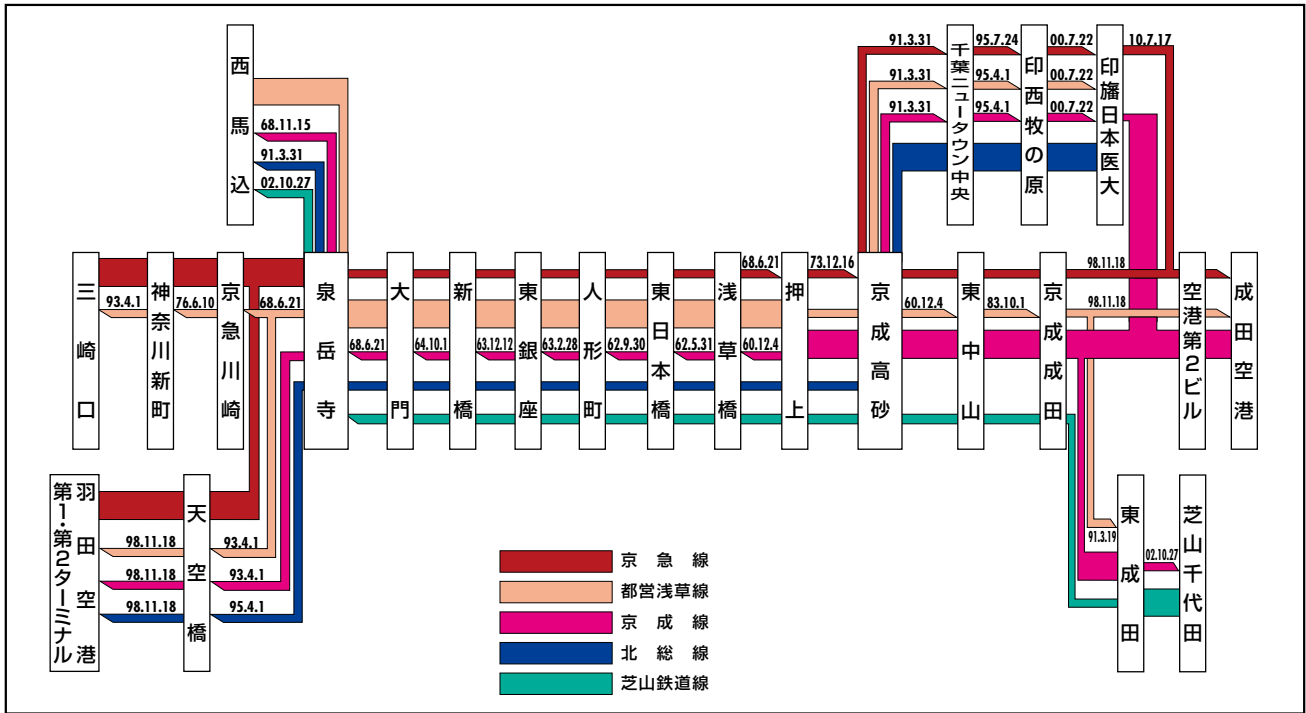 西馬込
68.11.15
91.3.31
02.10.27
91.3.31
95.7.24
00.7.22
10.7.17
91.3.31
95.4.1
00.7.22
91.3.31
95.4.1
00.7.22
千葉ニュータウン中央
印西牧の原
印旛日本医大
三崎口
93.4.1
神奈川新町
76.6.10
京急川崎
68.6.21
泉岳寺
68.6.21
大門
64.10.1
新橋
63.12.12
東銀座
63.2.28
人形町
62.9.30
東日本橋
62.5.31
浅草橋
68.6.21
60.12.4
押上
73.12.16
京成高砂
60.12.4
東中山
83.10.1
京成成田
98.11.18
98.11.18
空港第2ビル
成田空港
羽田空港
第1・第2ターミナル
98.11.18
98.11.18
98.11.18
天空橋
93.4.1
93.4.1
95.4.1
91.3.19
東成田
02.10.27
芝山千代田
京急線
都営浅草線
京成線
北総線
芝山鉄道線